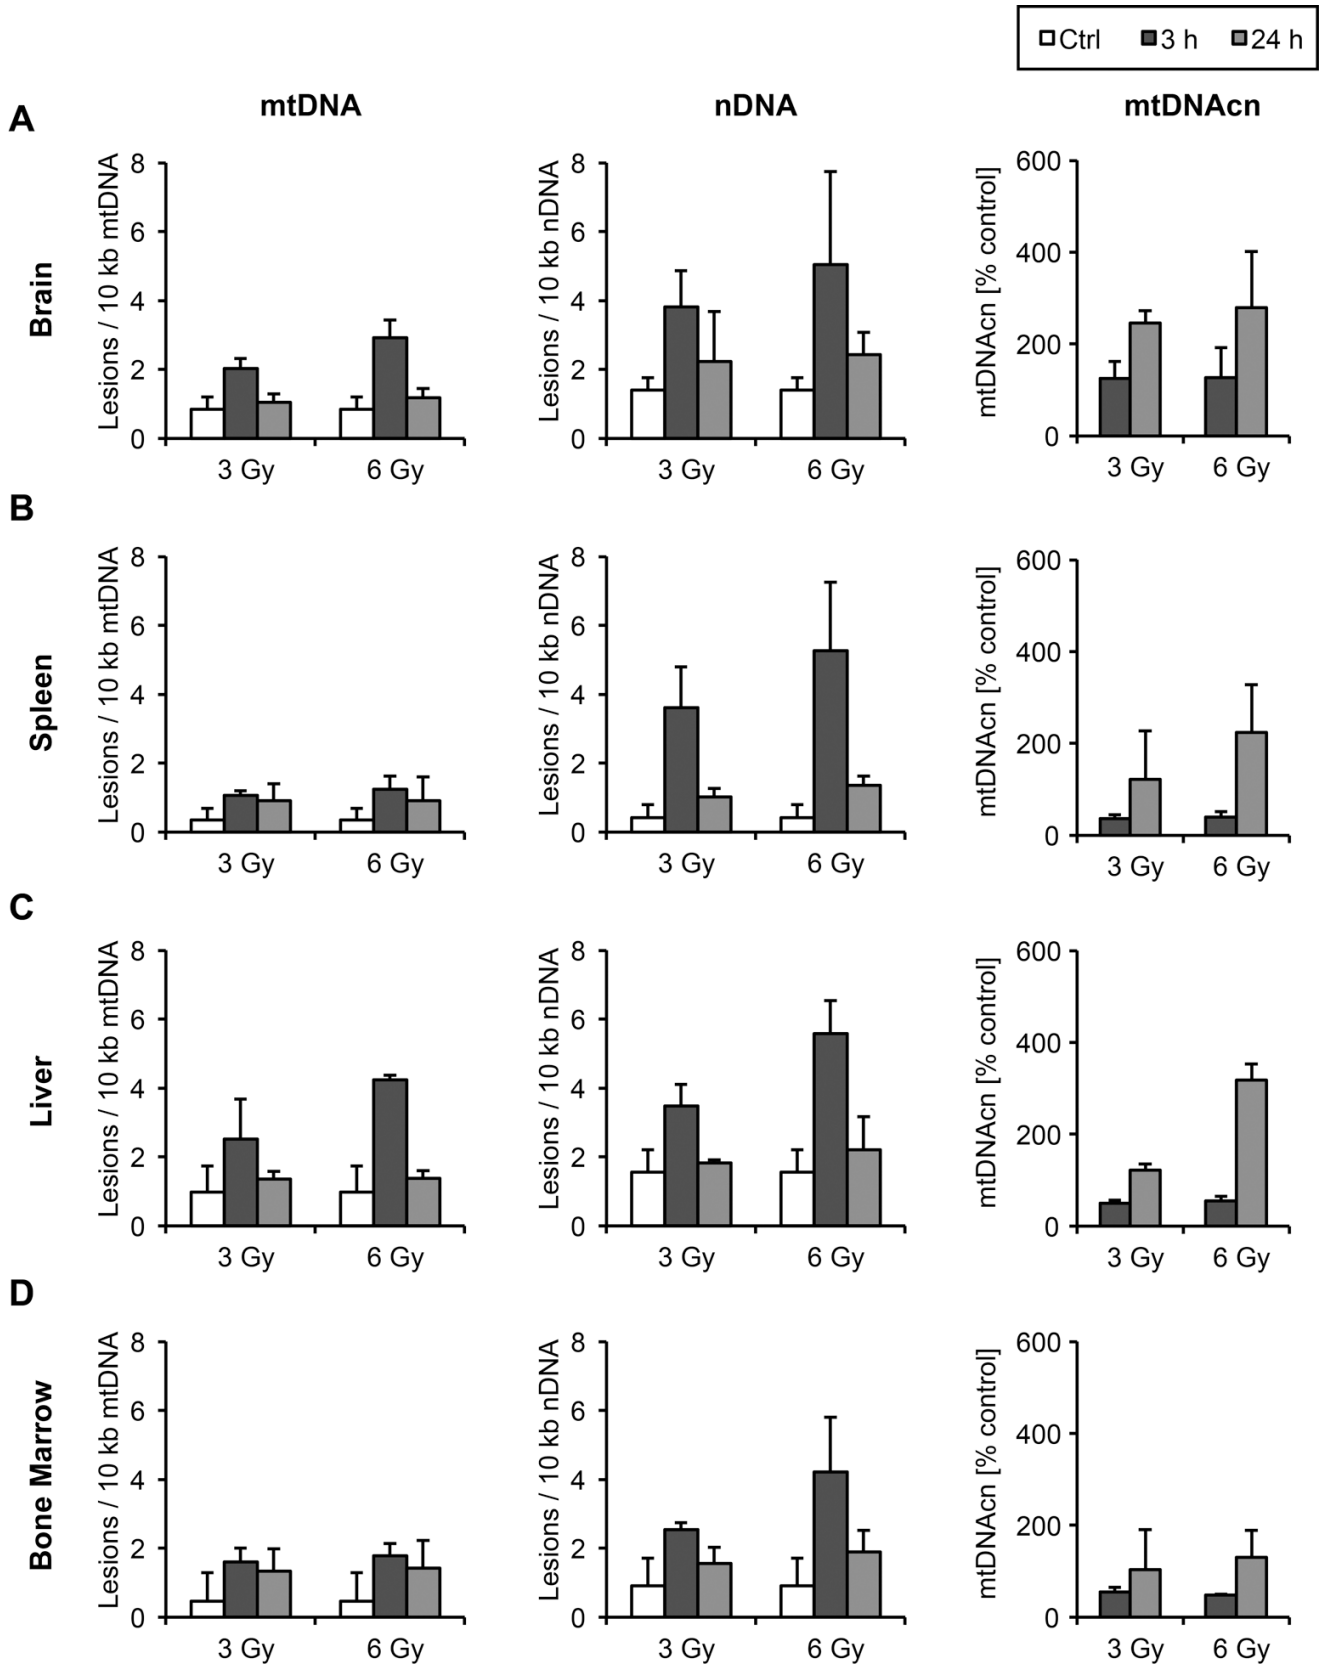 Ctrl 3 h 24 h
mtDNA nDNA mtDNAcn
A
Brain
Lesions / 10 kb mtDNA
8
6
4
2
0
3 Gy 6 Gy
Lesions / 10 kb nDNA
8
6
4
2
0
3 Gy 6 Gy
mtDNAcn [% control]
600
400
200
0
3 Gy 6 Gy
B
Spleen
Lesions / 10 kb mtDNA
8
6
4
2
0
3 Gy 6 Gy
Lesions / 10 kb nDNA
8
6
4
2
0
3 Gy 6 Gy
mtDNAcn [% control]
600
400
200
0
3 Gy 6 Gy
C
Liver
Lesions / 10 kb mtDNA
8
6
4
2
0
3 Gy 6 Gy
Lesions / 10 kb nDNA
8
6
4
2
0
3 Gy 6 Gy
mtDNAcn [% control]
600
400
200
0
3 Gy 6 Gy
D
Bone Marrow
Lesions / 10 kb mtDNA
8
6
4
2
0
3 Gy 6 Gy
Lesions / 10 kb nDNA
8
6
4
2
0
3 Gy 6 Gy
mtDNAcn [% control]
600
400
200
0
3 Gy 6 Gy